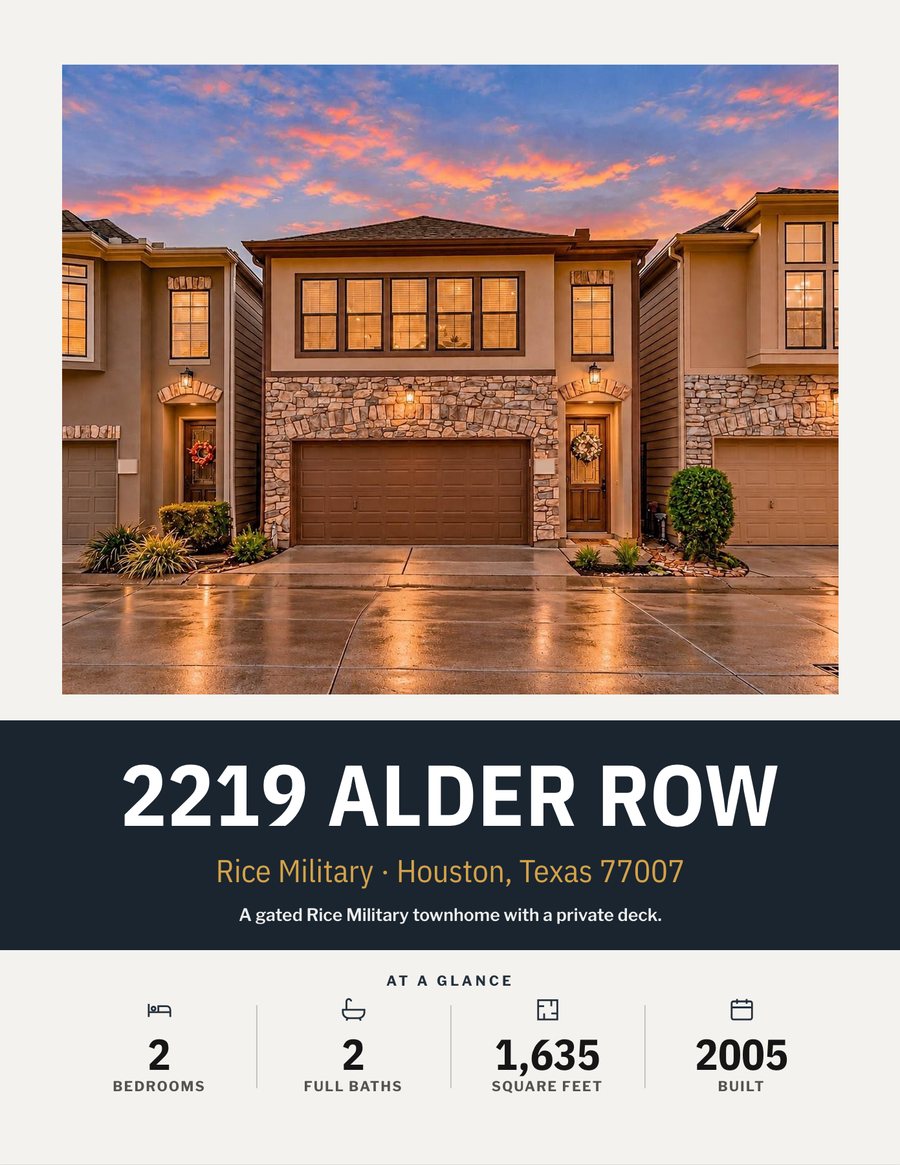 2219 ALDER ROW
Rice Military · Houston, Texas 77007
A gated Rice Military townhome with a private deck.
AT A GLANCE
2
BEDROOMS
2
FULL BATHS
1,635
SQUARE FEET
2005
BUILT